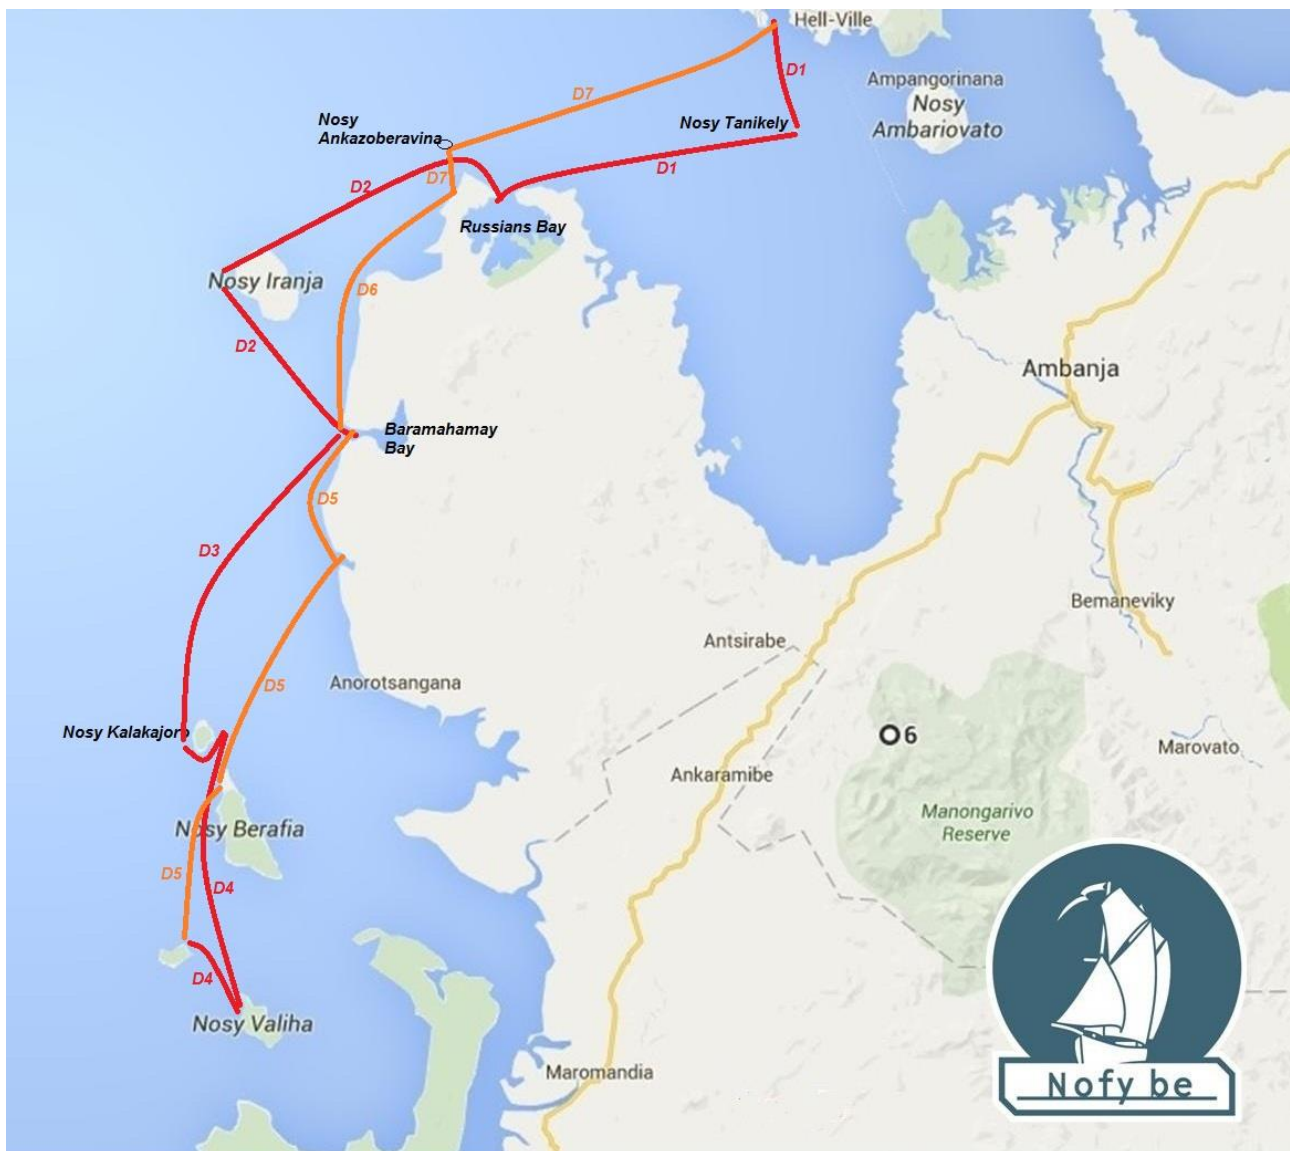 Hell-Ville
D1
Ampangorinana
D7
Nosy
Ambariovato
Nosy
Ankazoberavina
Nosy Tanikely
D1
D7
D2
Russians Bay
Nosy Iranja
D6
D2
Ambanja
Baramahamay
Bay
D5
D3
Bemaneviky
Antsirabe
Anorotsangana
D5
Nosy Kalakajoro
6
Marovato
Ankaramibe
Manongarivo
Reserve
Nosy Berafia
D5
D4
D4
Nosy Valiha
Maromandia
Nofy be